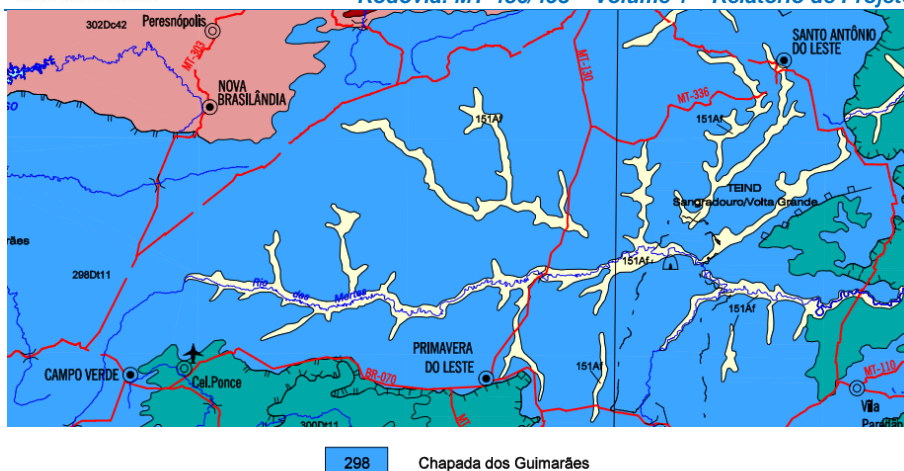 Rodovia: MT-
Volume 1
Relatório do Projeto
302Dc42
Peresnópolis
MT-303
NOVA
BRASILÂNDIA
MT-130
SANTO ANTÔNIO
DO LESTE
MT-336
151Af
151Af
TEIND
Sangradouro/Volta Grande
298Dt11
151Af
Rio das Mortes
151Af
PRIMAVERA
DO LESTE
CAMPO VERDE
Cel.Ponce
BR-070
151Af
MT-110
Vila
300Dt11
298 Chapada dos Guimarães